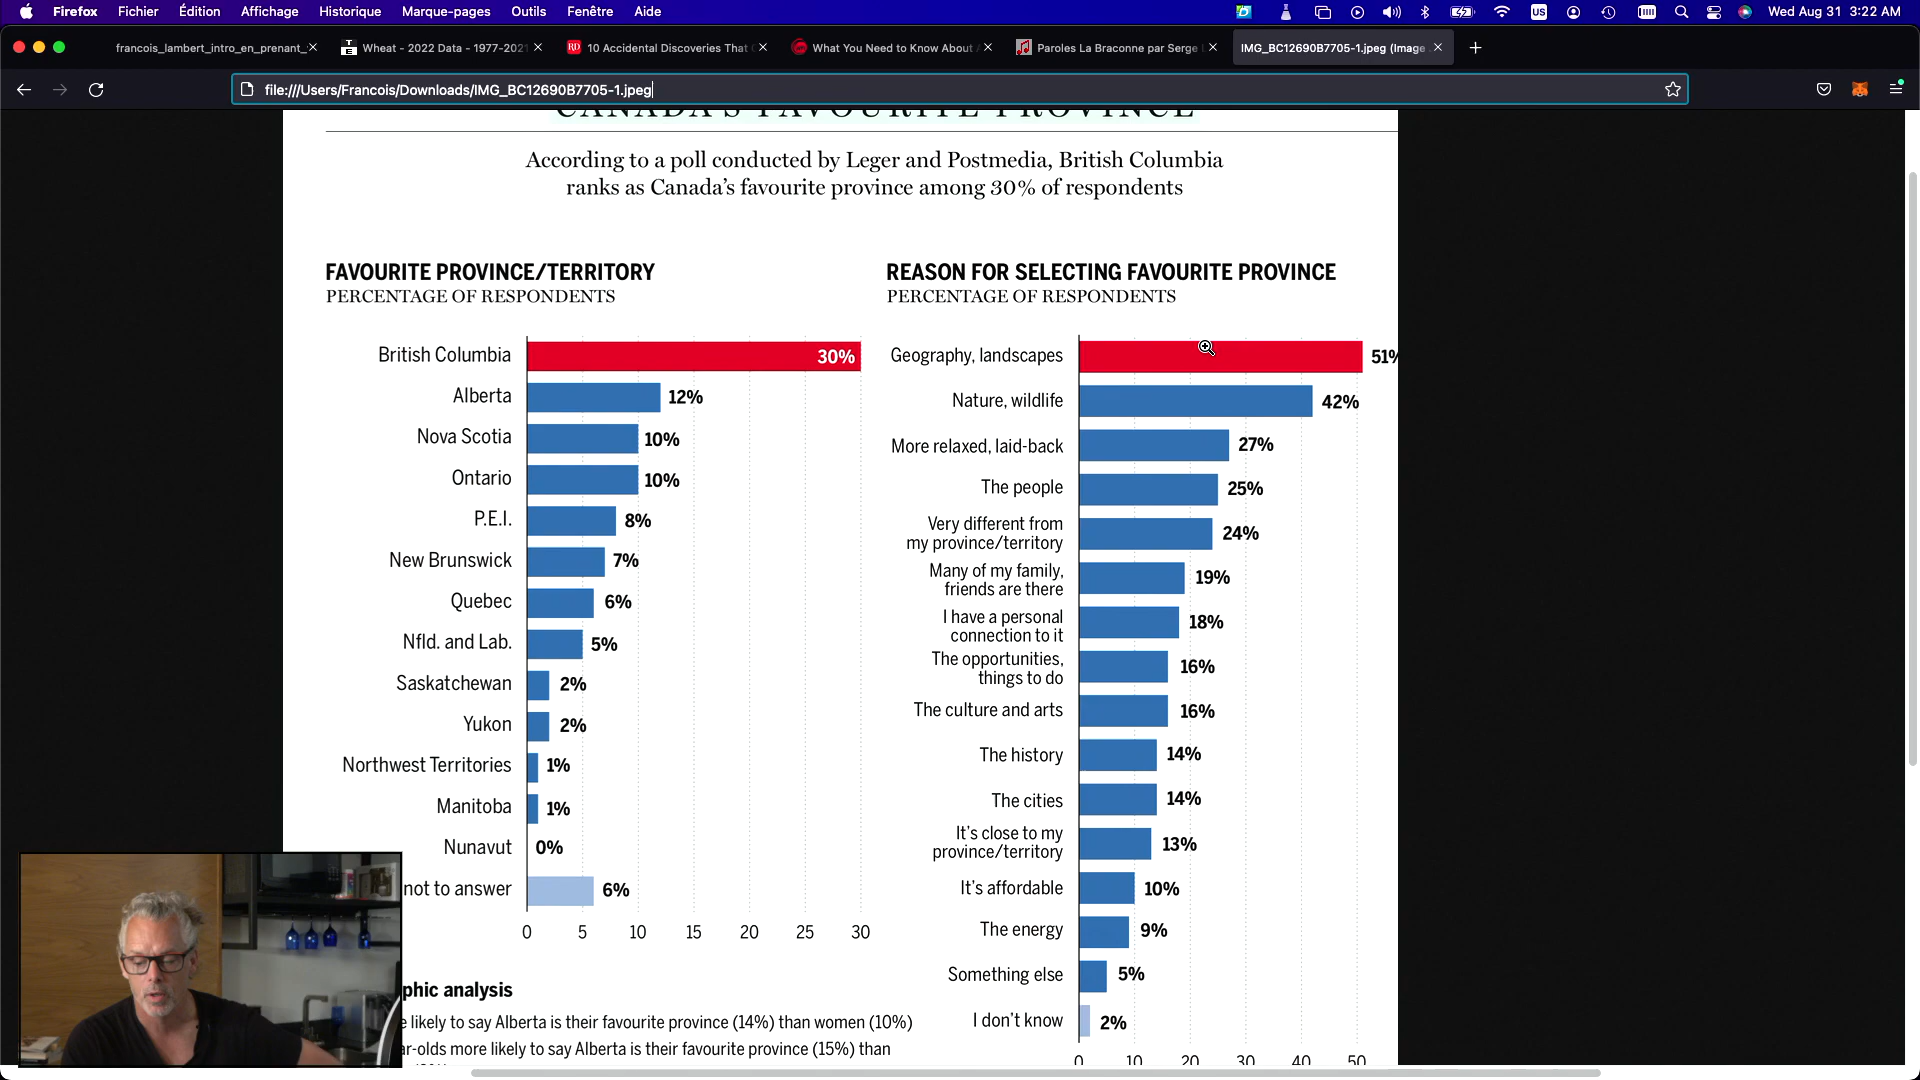 Firefox Fichier Édition Affichage Historique Marque-pages Outils Fenêtre Aide US Wed Aug 31 3:22 AM
francois_lambert_intro_en_prenant_
Wheat - 2022 Data - 1977-2021
10 Accidental Discoveries That
What You Need to Know About
Paroles La Braconne par Serge
IMG_BC12690B7705-1.jpeg (Image
file:///Users/Francois/Downloads/IMG_BC12690B7705-1.jpeg
CANADA'S FAVOURITE PROVINCE
According to a poll conducted by Leger and Postmedia, British Columbia
ranks as Canada's favourite province among 30% of respondents
FAVOURITE PROVINCE/TERRITORY
PERCENTAGE OF RESPONDENTS
British Columbia 30%
Alberta 12%
Nova Scotia 10%
Ontario 10%
P.E.I. 8%
New Brunswick 7%
Quebec 6%
Nfld. and Lab. 5%
Saskatchewan 2%
Yukon 2%
Northwest Territories 1%
Manitoba 1%
Nunavut 0%
not to answer 6%
0 5 10 15 20 25 30
REASON FOR SELECTING FAVOURITE PROVINCE
PERCENTAGE OF RESPONDENTS
Geography, landscapes 51%
Nature, wildlife 42%
More relaxed, laid-back 27%
The people 25%
Very different from
my province/territory 24%
Many of my family,
friends are there 19%
I have a personal
connection to it 18%
The opportunities,
things to do 16%
The culture and arts 16%
The history 14%
The cities 14%
It's close to my
province/territory 13%
It's affordable 10%
The energy 9%
Something else 5%
I don't know 2%
0 10 20 30 40 50
phic analysis
e likely to say Alberta is their favourite province (14%) than women (10%)
ar-olds more likely to say Alberta is their favourite province (15%) than